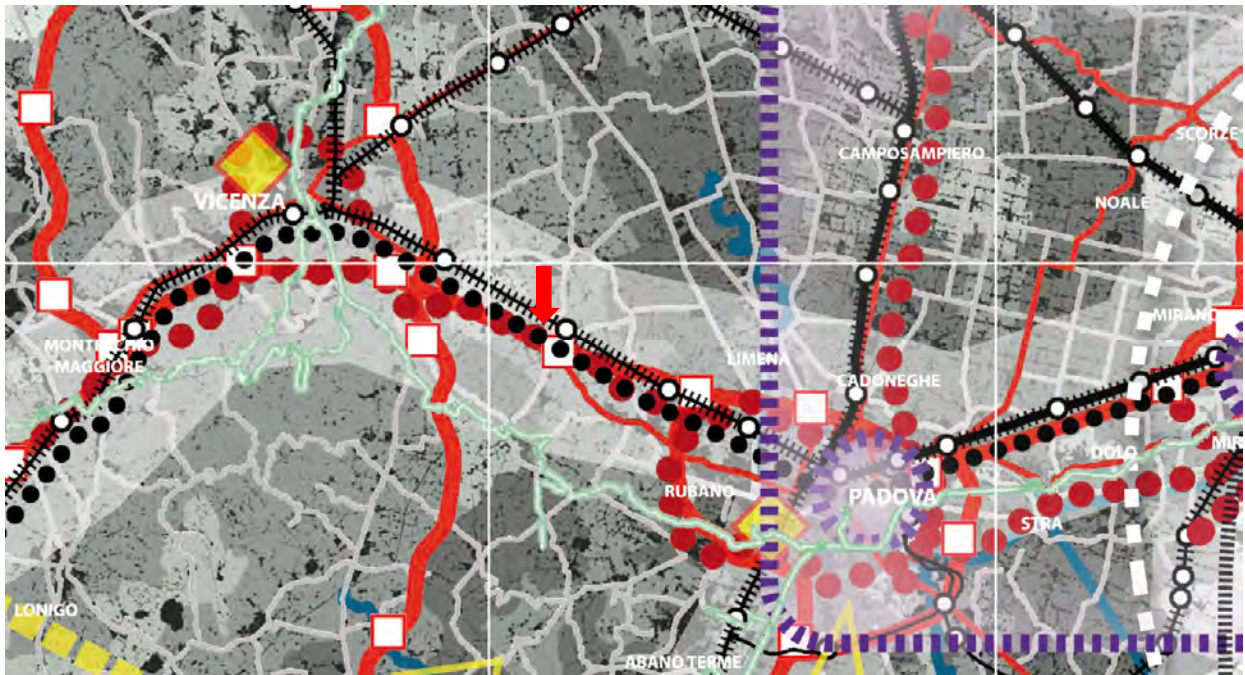 SCORZE'
CAMPOSAMPIERO
VICENZA
NOALE
MIRANO
MONTECCHIO
MAGGIORE
LIMENA
CADONEGHE
DOLO
MIR
RUBANO
PADOVA
STRA
LONIGO
ABANO TERME